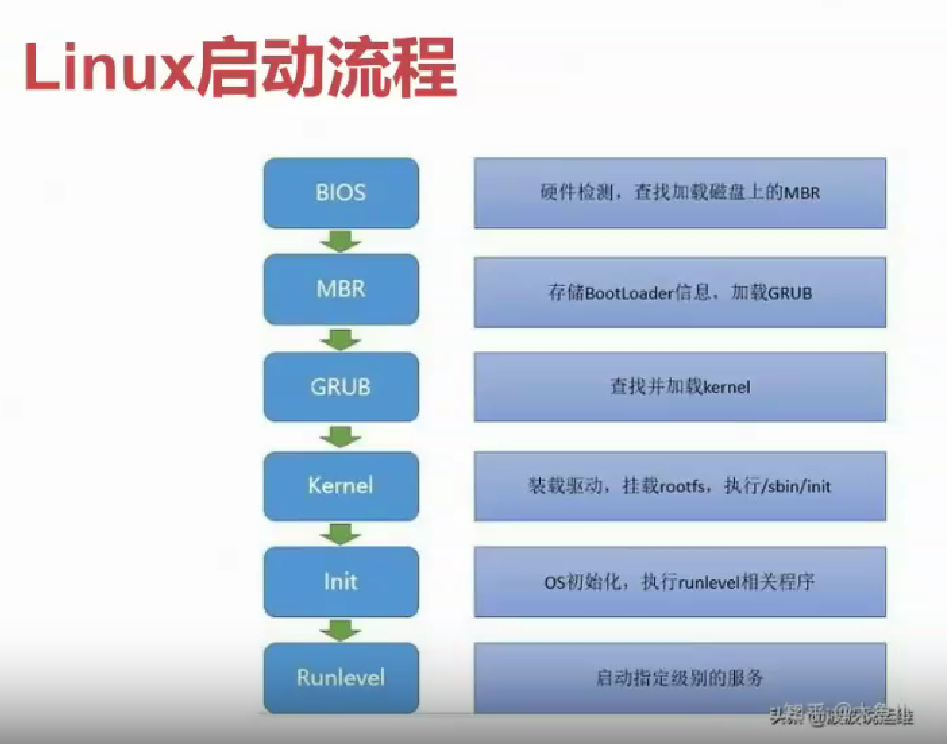 Linux启动流程
BIOS
硬件检测，查找加载磁盘上的MBR
MBR
存储BootLoader信息，加载GRUB
GRUB
查找并加载kernel
Kernel
装载驱动，挂载rootfs，执行/sbin/init
Init
OS初始化，执行runlevel相关程序
Runlevel
启动指定级别的服务
头条 @波波说运维